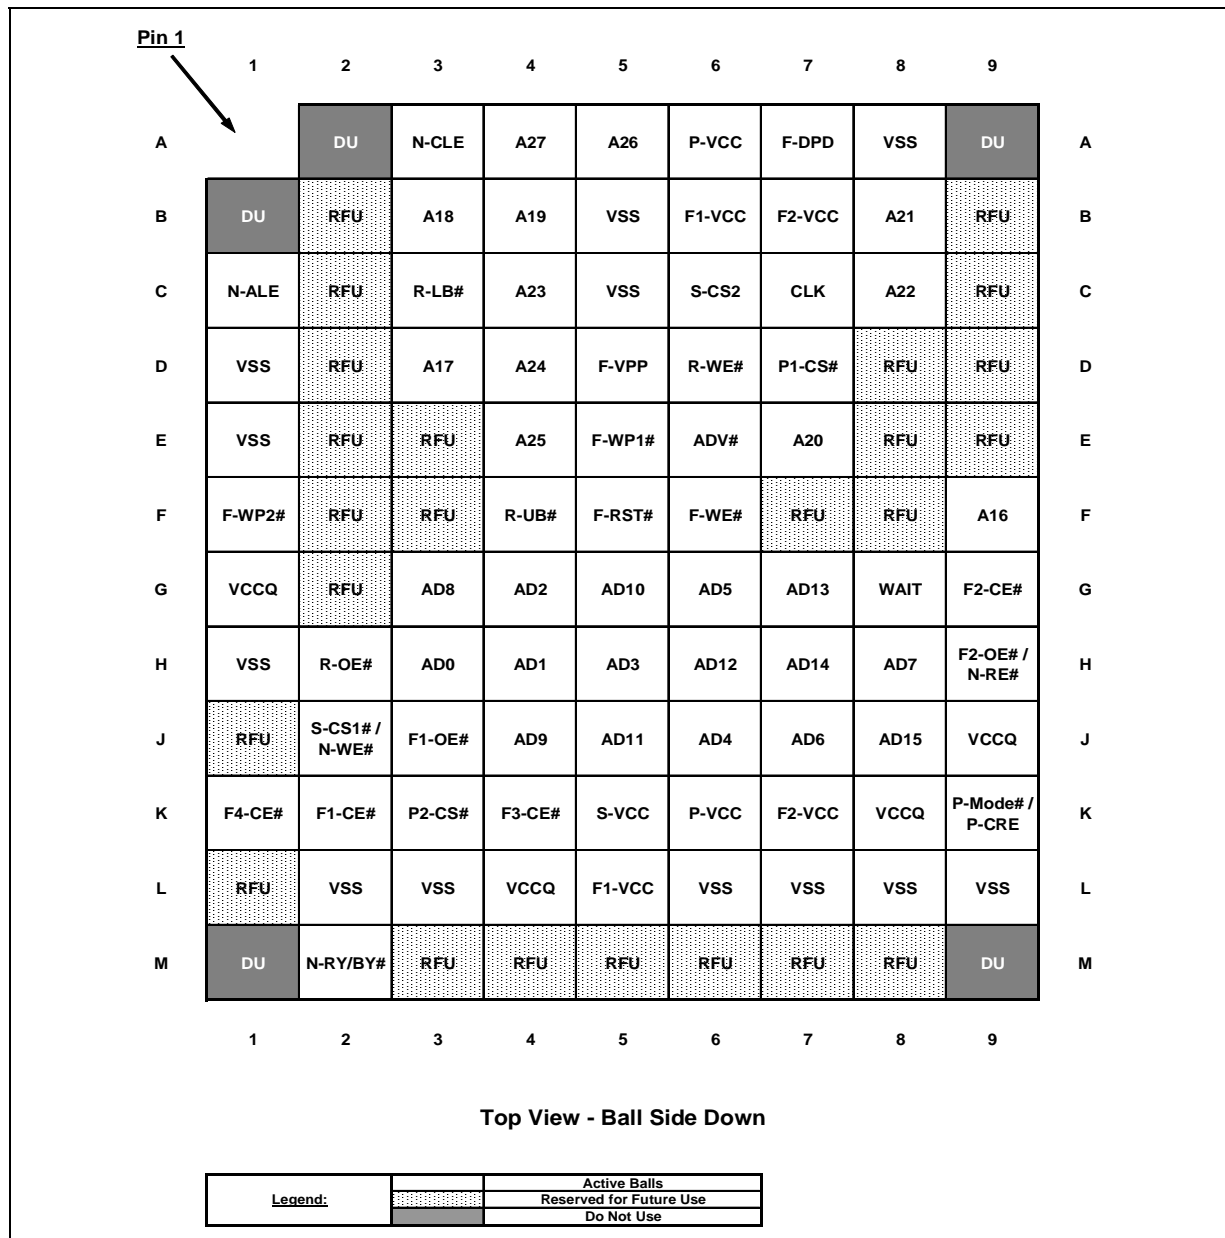 Pin 1
1 2 3 4 5 6 7 8 9
A DU N-CLE A27 A26 P-VCC F-DPD VSS DU A
B DU RFU A18 A19 VSS F1-VCC F2-VCC A21 RFU B
C N-ALE RFU R-LB# A23 VSS S-CS2 CLK A22 RFU C
D VSS RFU A17 A24 F-VPP R-WE# P1-CS# RFU RFU D
E VSS RFU RFU A25 F-WP1# ADV# A20 RFU RFU E
F F-WP2# RFU RFU R-UB# F-RST# F-WE# RFU RFU A16 F
G VCCQ RFU AD8 AD2 AD10 AD5 AD13 WAIT F2-CE# G
H VSS R-OE# AD0 AD1 AD3 AD12 AD14 AD7 F2-OE# / N-RE# H
J RFU S-CS1# / N-WE# F1-OE# AD9 AD11 AD4 AD6 AD15 VCCQ J
K F4-CE# F1-CE# P2-CS# F3-CE# S-VCC P-VCC F2-VCC VCCQ P-Mode# / P-CRE K
L RFU VSS VSS VCCQ F1-VCC VSS VSS VSS VSS L
M DU N-RY/BY# RFU RFU RFU RFU RFU RFU DU M
1 2 3 4 5 6 7 8 9
Top View - Ball Side Down
Legend:
Active Balls
Reserved for Future Use
Do Not Use